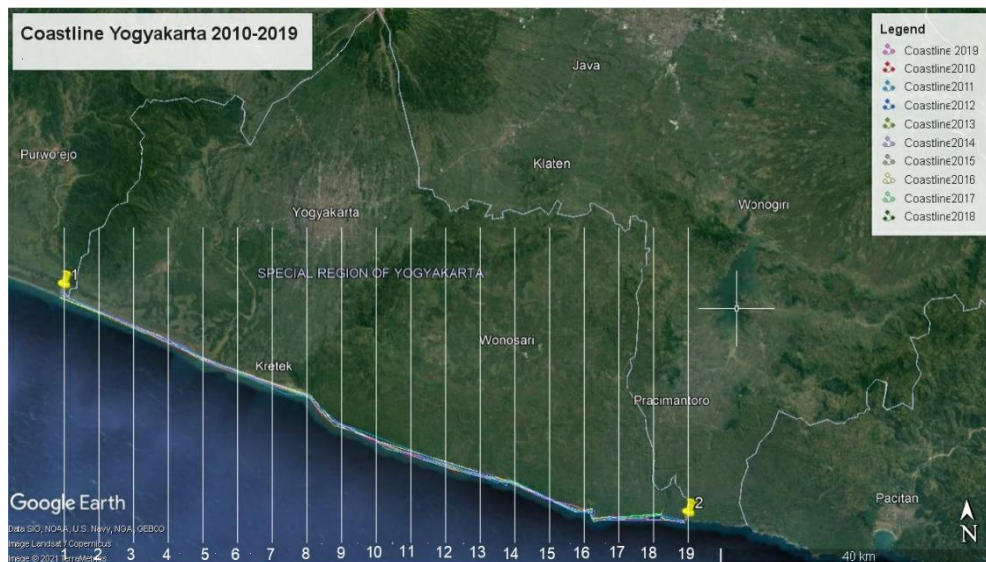 Coastline Yogyakarta 2010-2019
Legend
Coastline 2019
Coastline2010
Coastline2011
Coastline2012
Coastline2013
Coastline2014
Coastline2015
Coastline2016
Coastline2017
Coastline2018
Java
Purworejo
Klaten
Yogyakarta
Wonogiri
SPECIAL REGION OF YOGYAKARTA
1
Wonosari
Kretek
Pracimantoro
2
Pacitan
Google Earth
N
Data SIO, NOAA, U.S. Navy, NGA, GEBCO
Image Landsat / Copernicus
Image © 2021 TerraMetrics
1 2 3 4 5 6 7 8 9 10 11 12 13 14 15 16 17 18 19
40 km